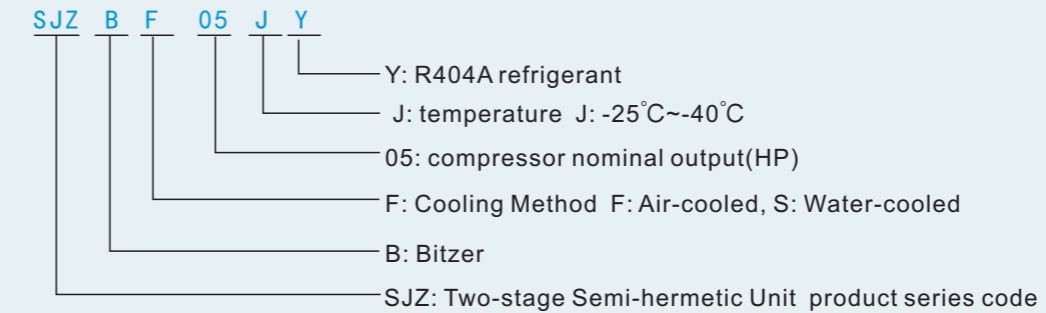 SJZ B F 05 J Y
Y: R404A refrigerant
J: temperature J: -25°C~-40°C
05: compressor nominal output(HP)
F: Cooling Method F: Air-cooled, S: Water-cooled
B: Bitzer
SJZ: Two-stage Semi-hermetic Unit product series code